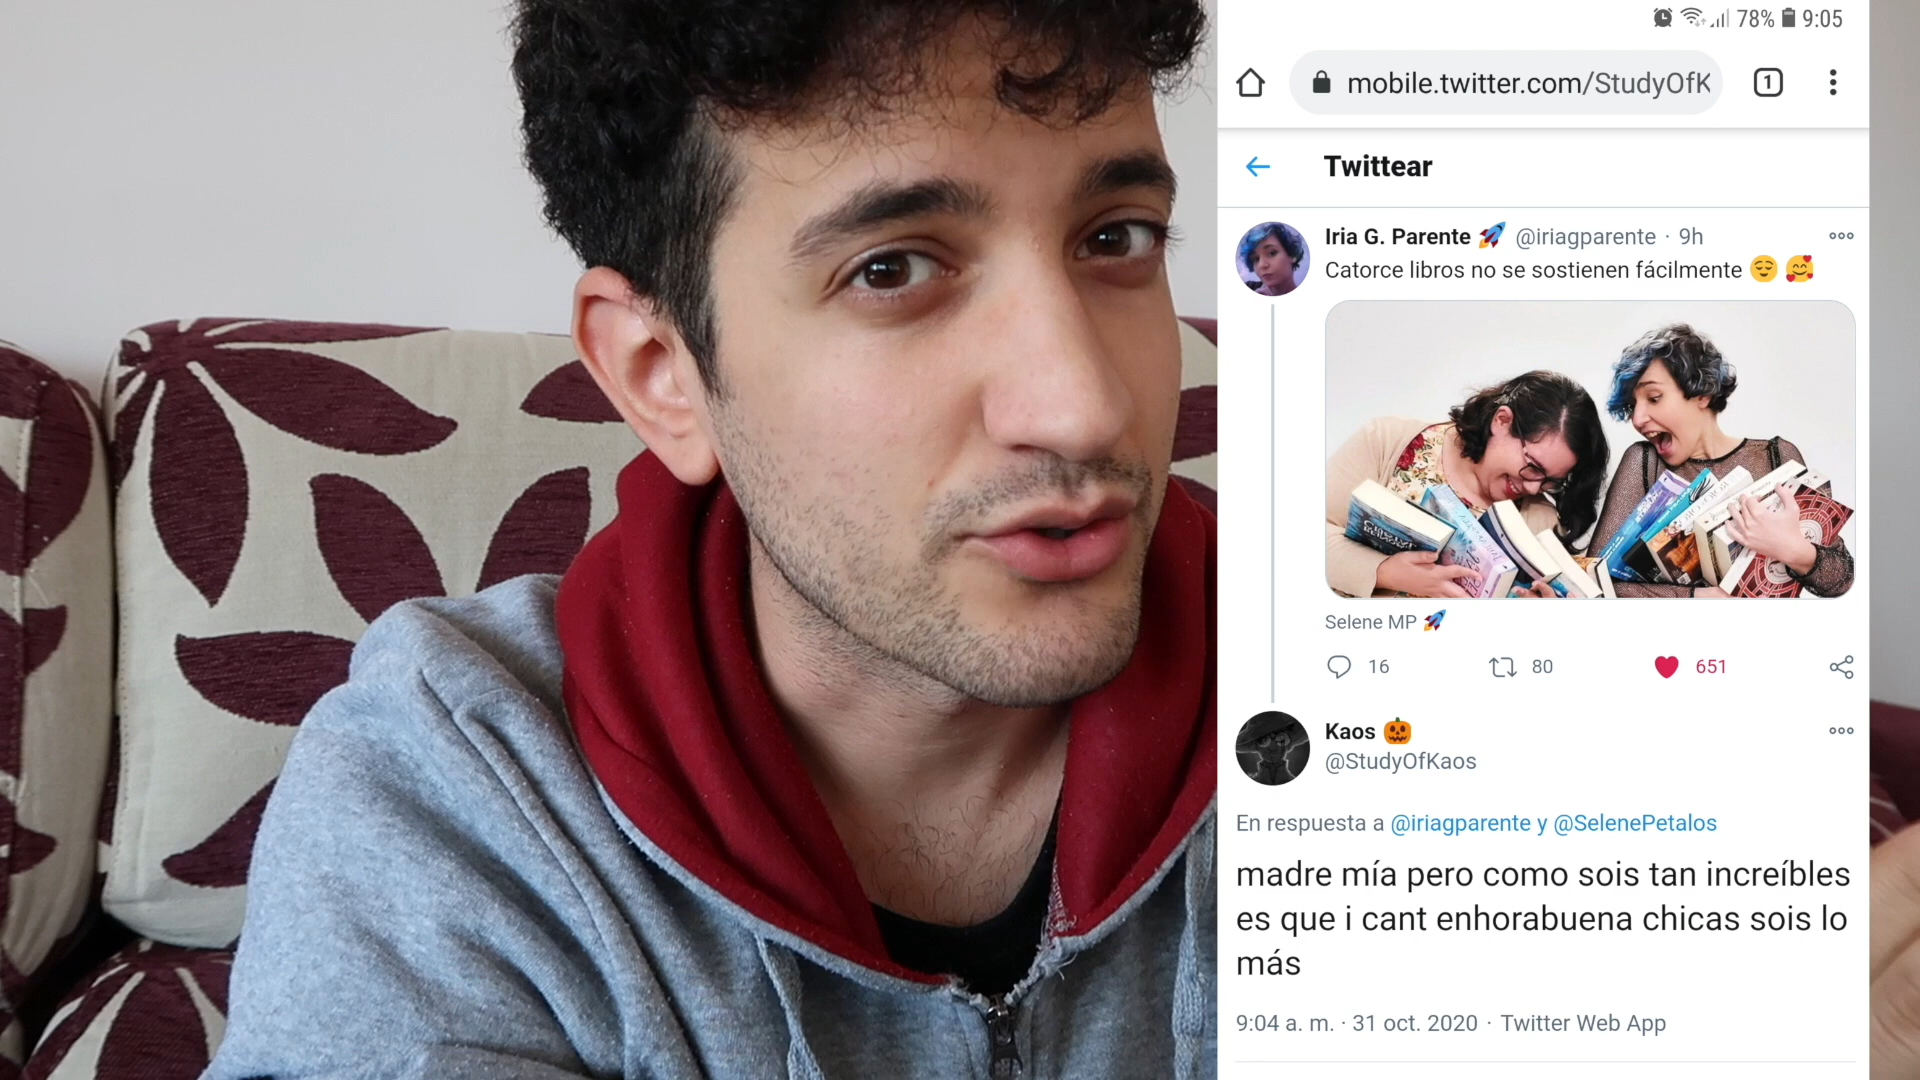 78% 9:05
mobile.twitter.com/StudyOfK
1
Twittear
Iria G. Parente 🚀 @iriagparente · 9h
Catorce libros no se sostienen fácilmente 😌 🥰
Selene MP 🚀
16 80 651
Kaos 🎃
@StudyOfKaos
En respuesta a @iriagparente y @SelenePetalos
madre mía pero como sois tan increíbles
es que i cant enhorabuena chicas sois lo
más
9:04 a. m. · 31 oct. 2020 · Twitter Web App